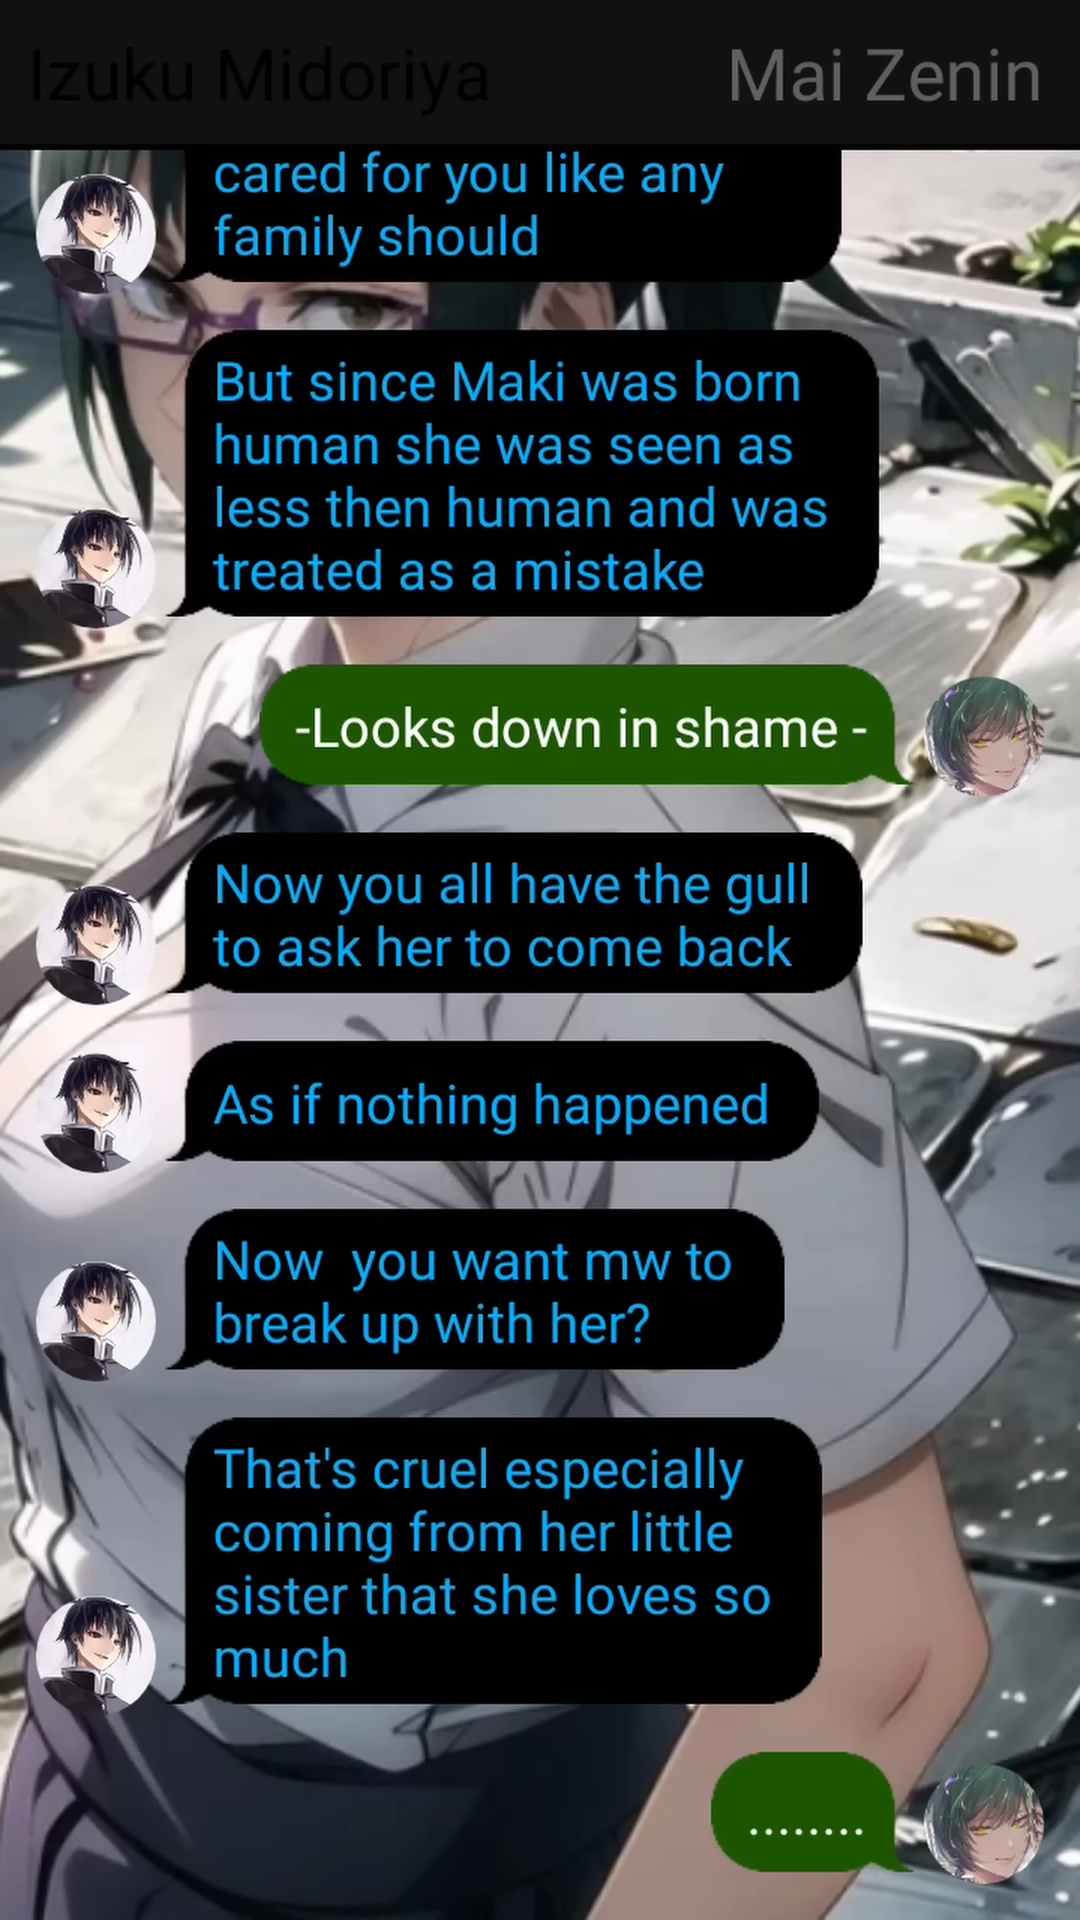 Izuku Midoriya
Mai Zenin
cared for you like any
family should
But since Maki was born
human she was seen as
less then human and was
treated as a mistake
-Looks down in shame -
Now you all have the gull
to ask her to come back
As if nothing happened
Now  you want mw to
break up with her?
That's cruel especially
coming from her little
sister that she loves so
much
........